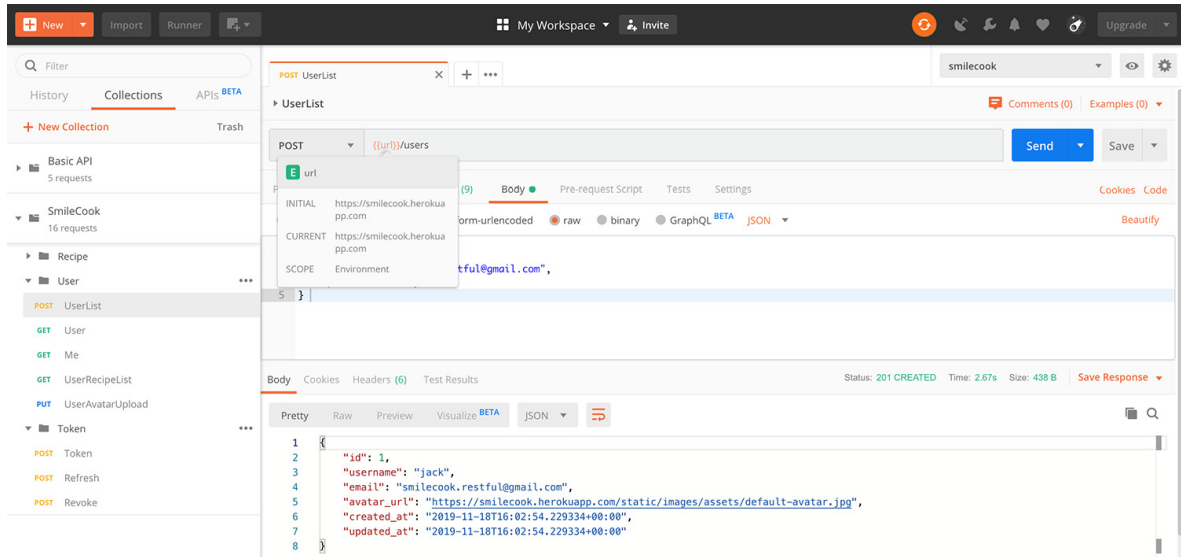 New
Import
Runner
My Workspace
Invite
Upgrade
Filter
History Collections APIs BETA
+ New Collection Trash
Basic API
5 requests
SmileCook
16 requests
Recipe
User
POST UserList
GET User
GET Me
GET UserRecipeList
PUT UserAvatarUpload
Token
POST Token
POST Refresh
POST Revoke
POST UserList
smilecook
UserList
Comments (0) Examples (0)
POST {{url}}/users Send Save
E url
INITIAL https://smilecook.herokua
pp.com
CURRENT https://smilecook.herokua
pp.com
SCOPE Environment
(9) Body Pre-request Script Tests Settings Cookies Code
orm-urlencoded raw binary GraphQL BETA JSON Beautify
tful@gmail.com",
5 }
Body Cookies Headers (6) Test Results Status: 201 CREATED Time: 2.67s Size: 438 B Save Response
Pretty Raw Preview Visualize BETA JSON
1 {
2 "id": 1,
3 "username": "jack",
4 "email": "smilecook.restful@gmail.com",
5 "avatar_url": "https://smilecook.herokuapp.com/static/images/assets/default-avatar.jpg",
6 "created_at": "2019-11-18T16:02:54.229334+00:00",
7 "updated_at": "2019-11-18T16:02:54.229334+00:00"
8 }